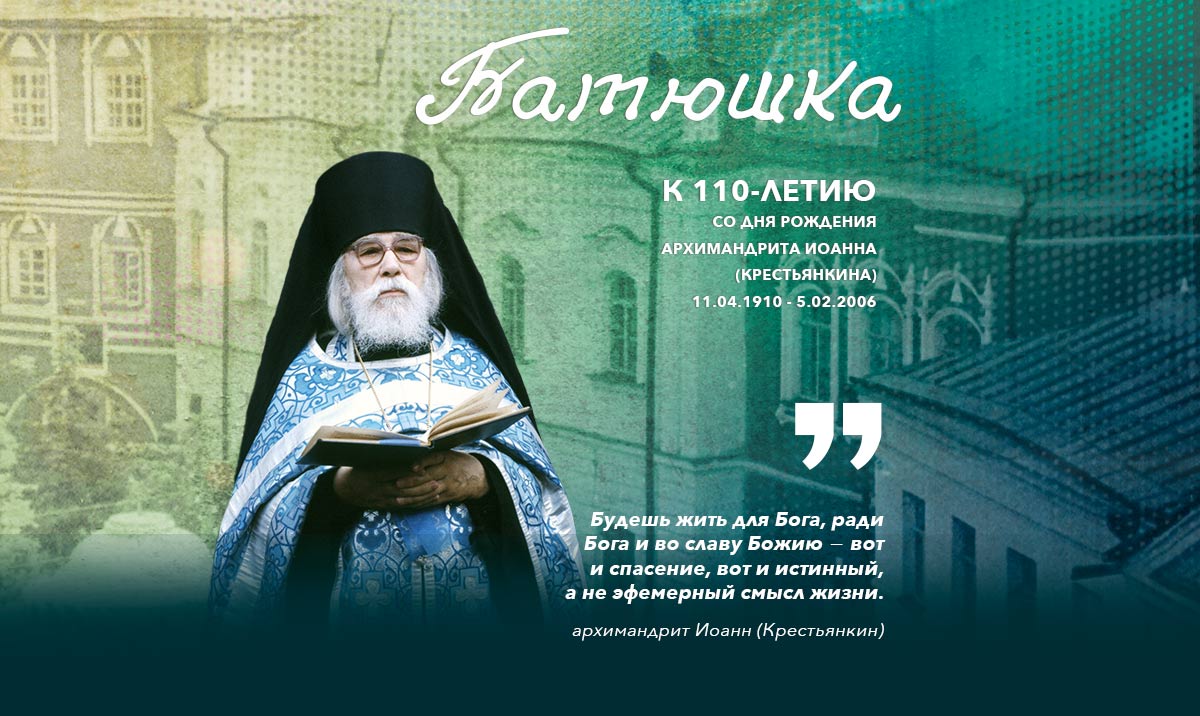 Батюшка
К 110-ЛЕТИЮ
СО ДНЯ РОЖДЕНИЯ
АРХИМАНДРИТА ИОАННА
(КРЕСТЬЯНКИНА)
11.04.1910 - 5.02.2006
”
Будешь жить для Бога, ради
Бога и во славу Божию — вот
и спасение, вот и истинный,
а не эфемерный смысл жизни.
архимандрит Иоанн (Крестьянкин)